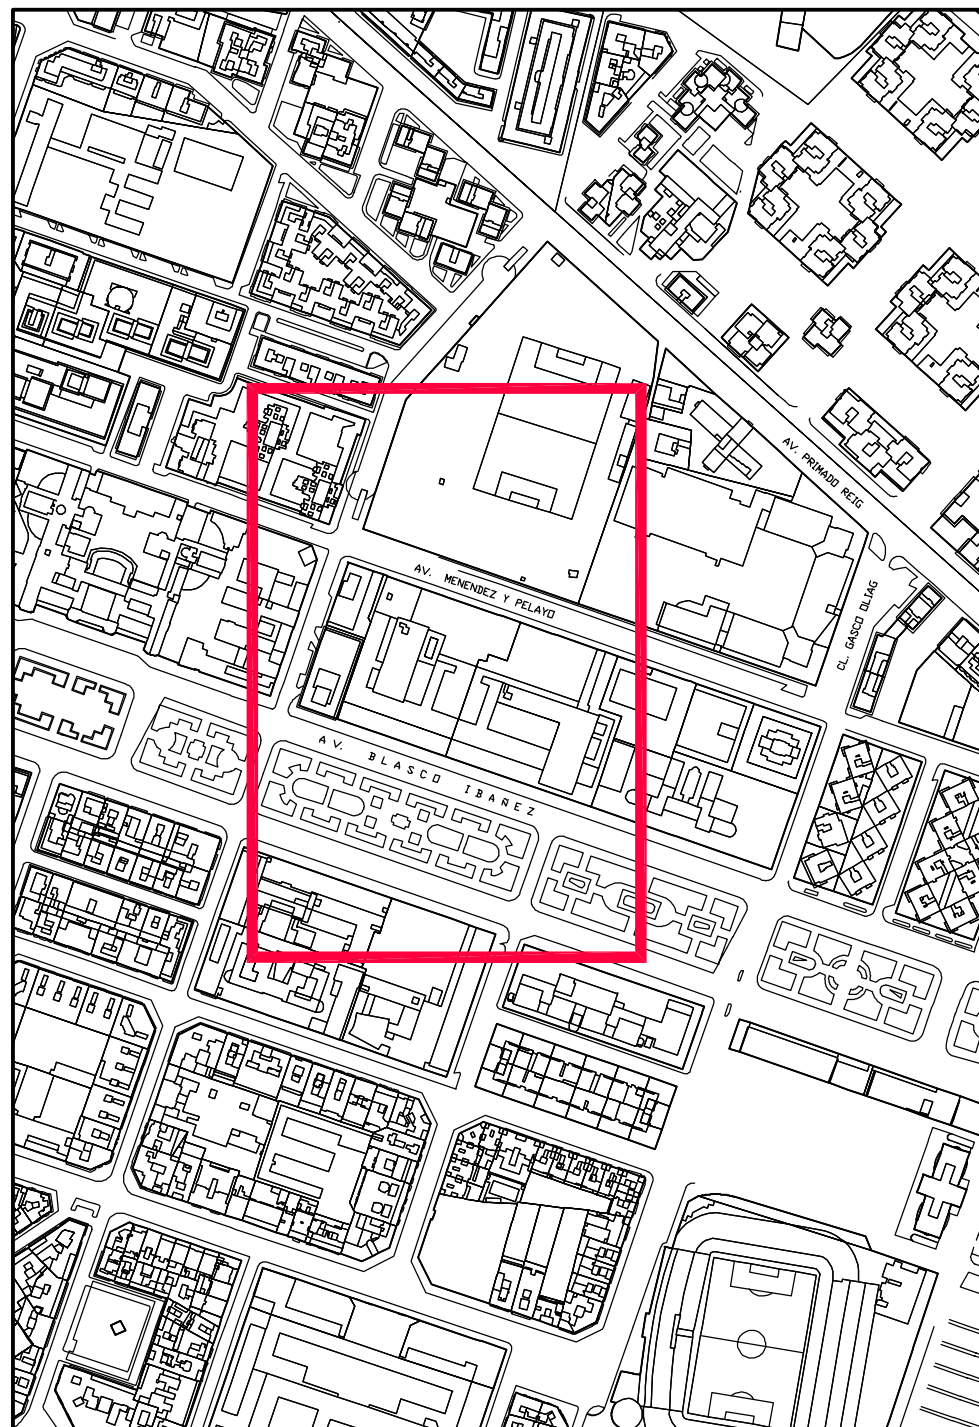 AV. PRIMADO REIG
AV. MENENDEZ Y PELAYO
CL. GASCO OLIAG
AV. BLASCO IBAÑEZ